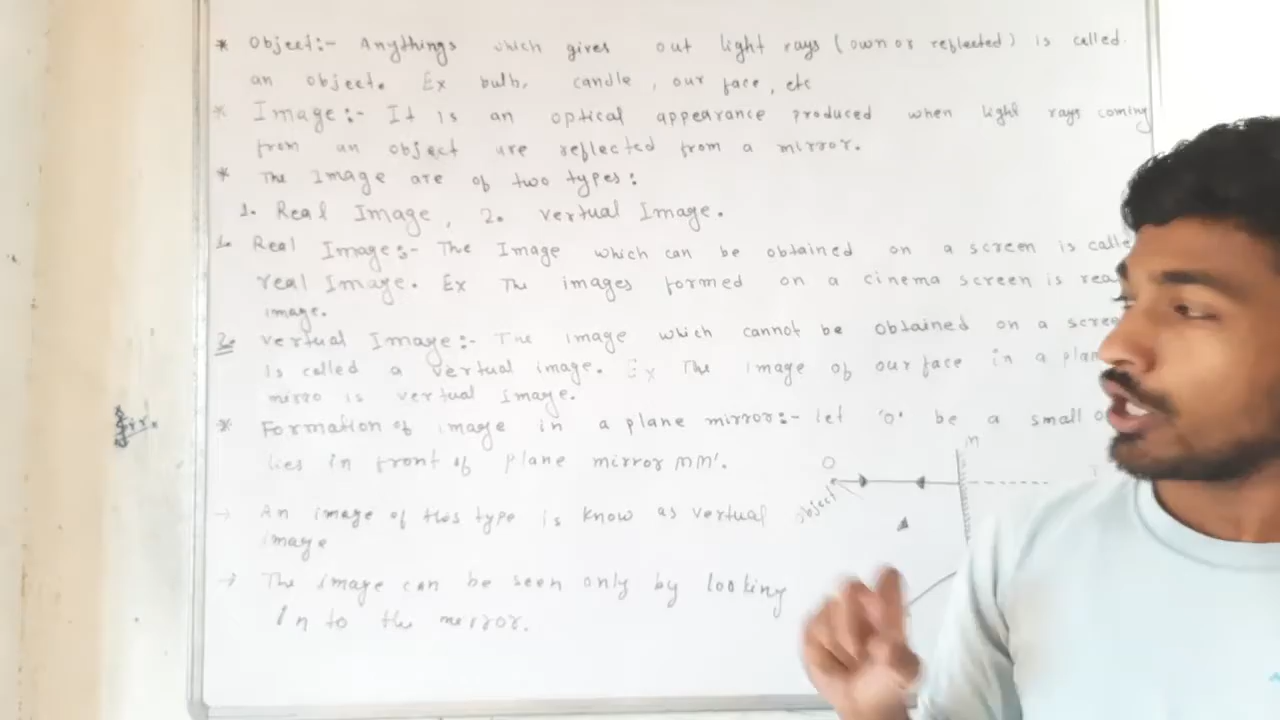 * Object:- Anythings which gives out light rays (own or reflected) is called.
an object. Ex bulb, candle, our face, etc
* Image:- It is an optical appearance produced when light rays coming
from an object are reflected from a mirror.
* The Image are of two types:
1. Real Image, 2. Vertual Image.
1. Real Image:- The Image which can be obtained on a screen is
real Image. Ex The images formed on a cinema screen is
image.
2. Vertual Image:- The image which cannot be obtained on a
is called a vertual image. Ex The image of our face in a
mirro is vertual Image.
* Formation of image in a plane mirror:- let 'O' be a small
lies in front of plane mirror MM'.
O
m
object
→ An image of this type is know as vertual
image
→ The image can be seen only by looking
In to the mirror.